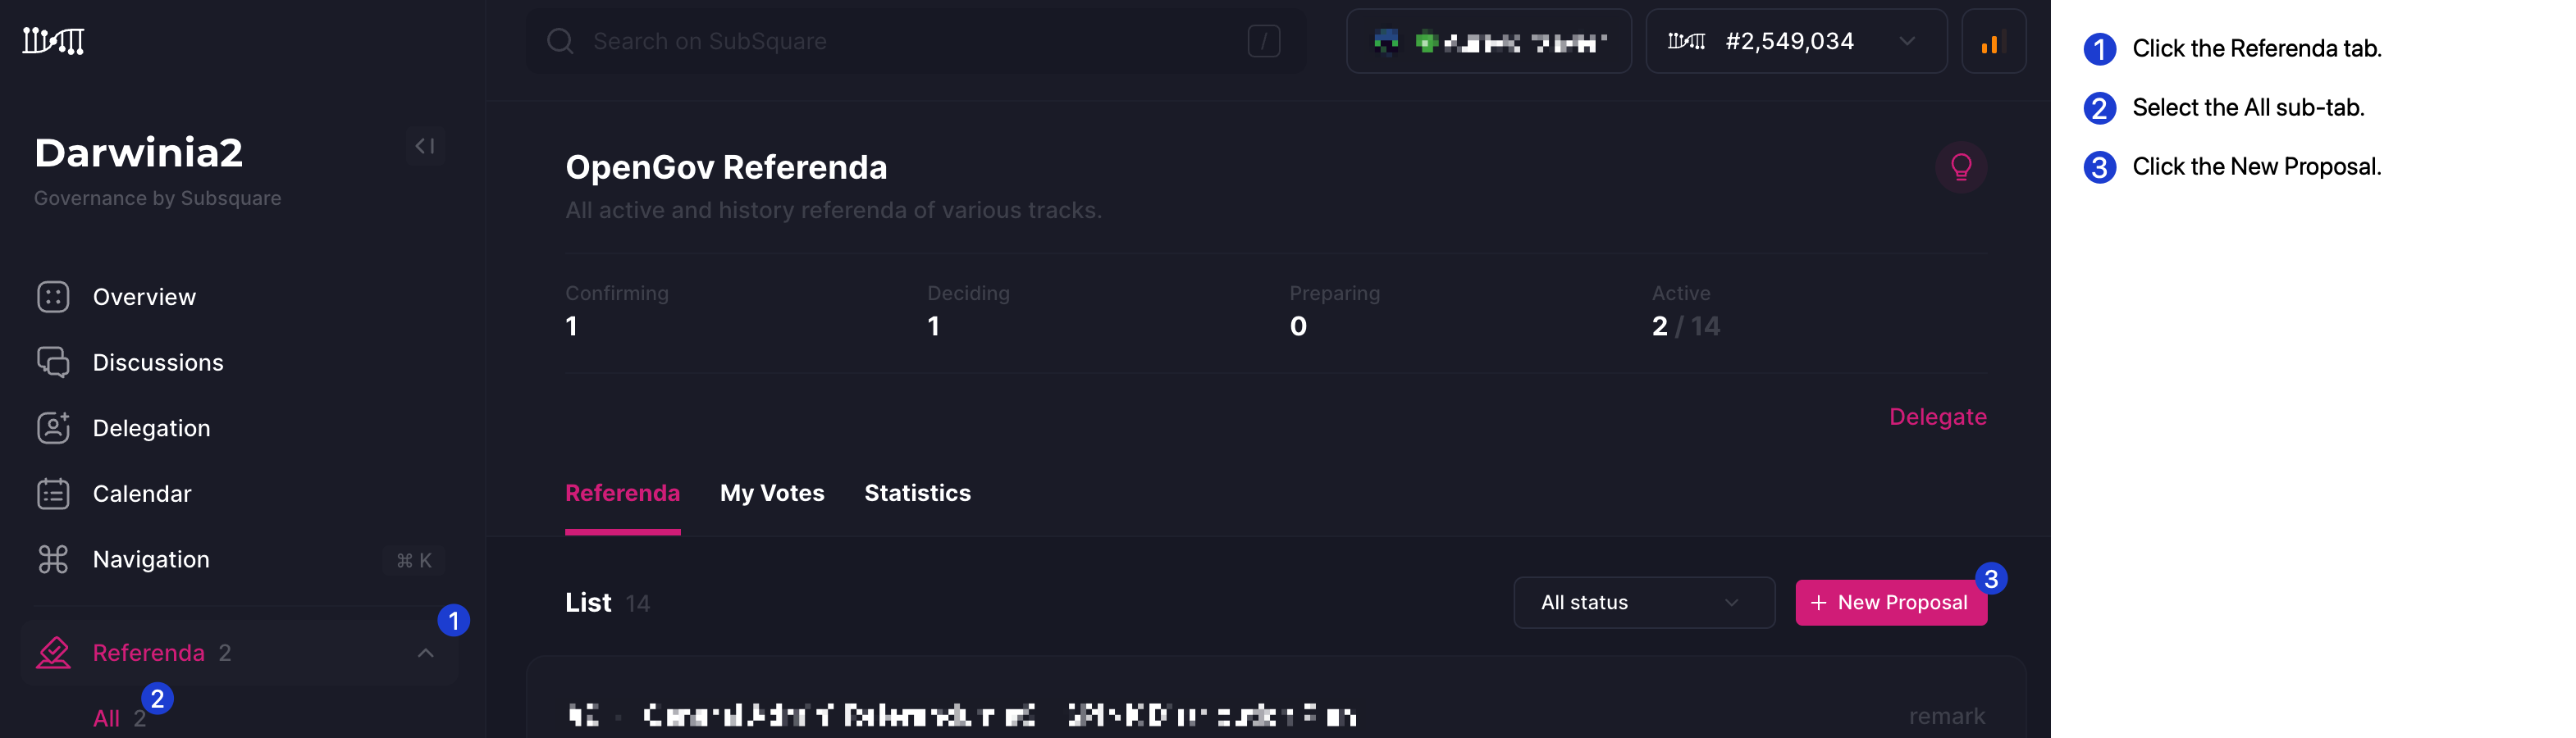 Search on SubSquare
/
#2,549,034
Darwinia2
Governance by Subsquare
Overview
Discussions
Delegation
Calendar
Navigation
⌘ K
1
Referenda 2
2
All 2
OpenGov Referenda
All active and history referenda of various tracks.
Confirming
1
Deciding
1
Preparing
0
Active
2 / 14
Delegate
Referenda
My Votes
Statistics
List 14
All status
3
+ New Proposal
remark
1 Click the Referenda tab.
2 Select the All sub-tab.
3 Click the New Proposal.